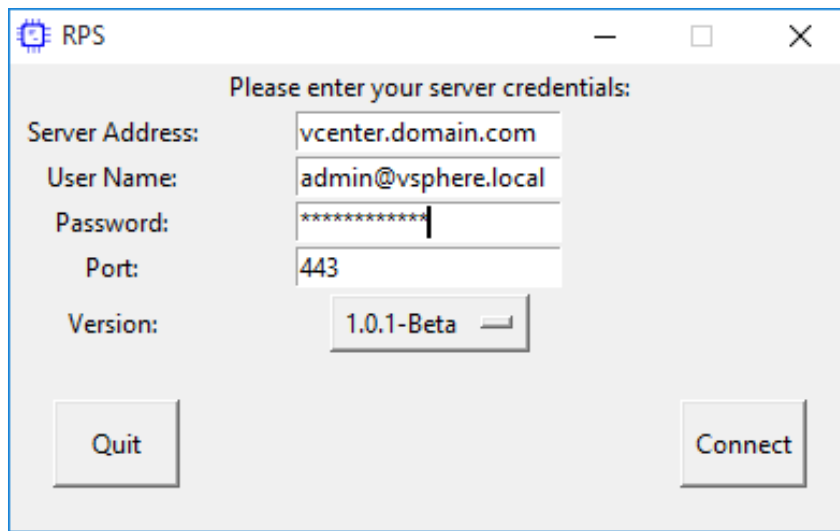 RPS
Please enter your server credentials:
Server Address: vcenter.domain.com
User Name: admin@vsphere.local
Password: ************
Port: 443
Version: 1.0.1-Beta
Quit Connect